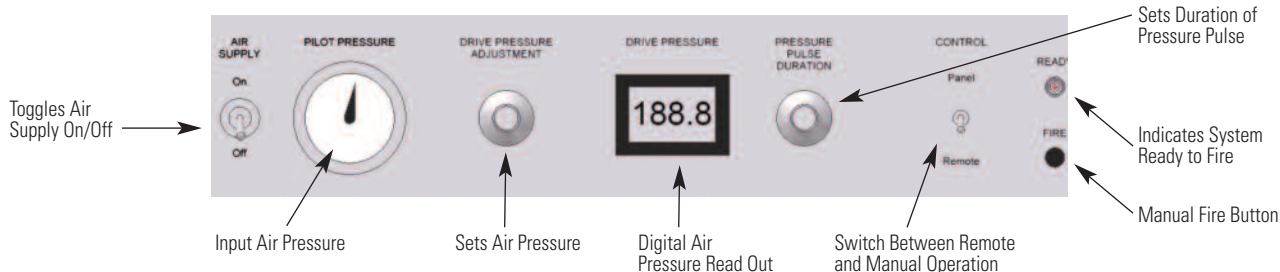 Sets Duration of
Pressure Pulse
AIR
SUPPLY
PILOT PRESSURE
DRIVE PRESSURE
ADJUSTMENT
DRIVE PRESSURE
PRESSURE
PULSE
DURATION
CONTROL
READY
On
Panel
188.8
Toggles Air
Supply On/Off
Off
Remote
FIRE
Indicates System
Ready to Fire
Manual Fire Button
Input Air Pressure
Sets Air Pressure
Digital Air
Pressure Read Out
Switch Between Remote
and Manual Operation